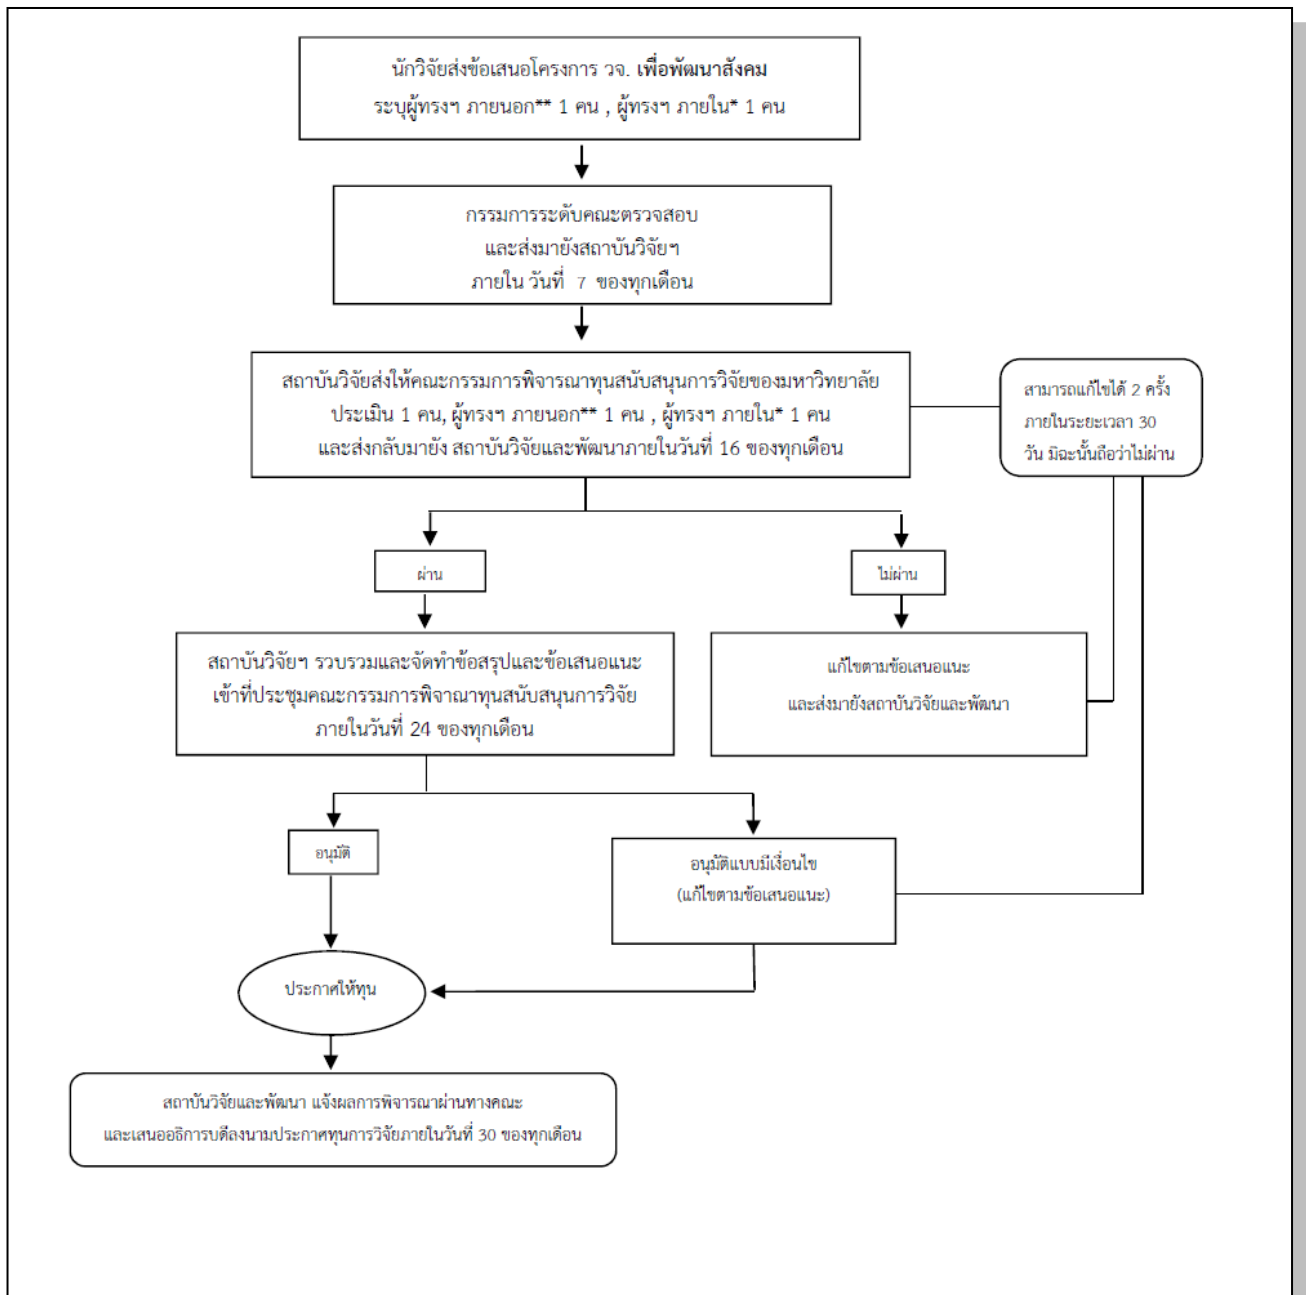 นักวิจัยส่งข้อเสนอโครงการ วจ. เพื่อพัฒนาสังคม
ระบุผู้ทรงฯ ภายนอก** 1 คน , ผู้ทรงฯ ภายใน* 1 คน
กรรมการระดับคณะตรวจสอบ
และส่งมายังสถาบันวิจัยฯ
ภายใน วันที่ 7 ของทุกเดือน
สถาบันวิจัยส่งให้คณะกรรมการพิจารณาทุนสนับสนุนการวิจัยของมหาวิทยาลัย
ประเมิน 1 คน, ผู้ทรงฯ ภายนอก** 1 คน , ผู้ทรงฯ ภายใน* 1 คน
และส่งกลับมายัง สถาบันวิจัยและพัฒนาภายในวันที่ 16 ของทุกเดือน
สามารถแก้ไขได้ 2 ครั้ง
ภายในระยะเวลา 30
วัน มิฉะนั้นถือว่าไม่ผ่าน
ผ่าน
ไม่ผ่าน
สถาบันวิจัยฯ รวบรวมและจัดทำข้อสรุปและข้อเสนอแนะ
เข้าที่ประชุมคณะกรรมการพิจาณาทุนสนับสนุนการวิจัย
ภายในวันที่ 24 ของทุกเดือน
แก้ไขตามข้อเสนอแนะ
และส่งมายังสถาบันวิจัยและพัฒนา
อนุมัติ
อนุมัติแบบมีเงื่อนไข
(แก้ไขตามข้อเสนอแนะ)
ประกาศให้ทุน
สถาบันวิจัยและพัฒนา แจ้งผลการพิจารณาผ่านทางคณะ
และเสนออธิการบดีลงนามประกาศทุนการวิจัยภายในวันที่ 30 ของทุกเดือน